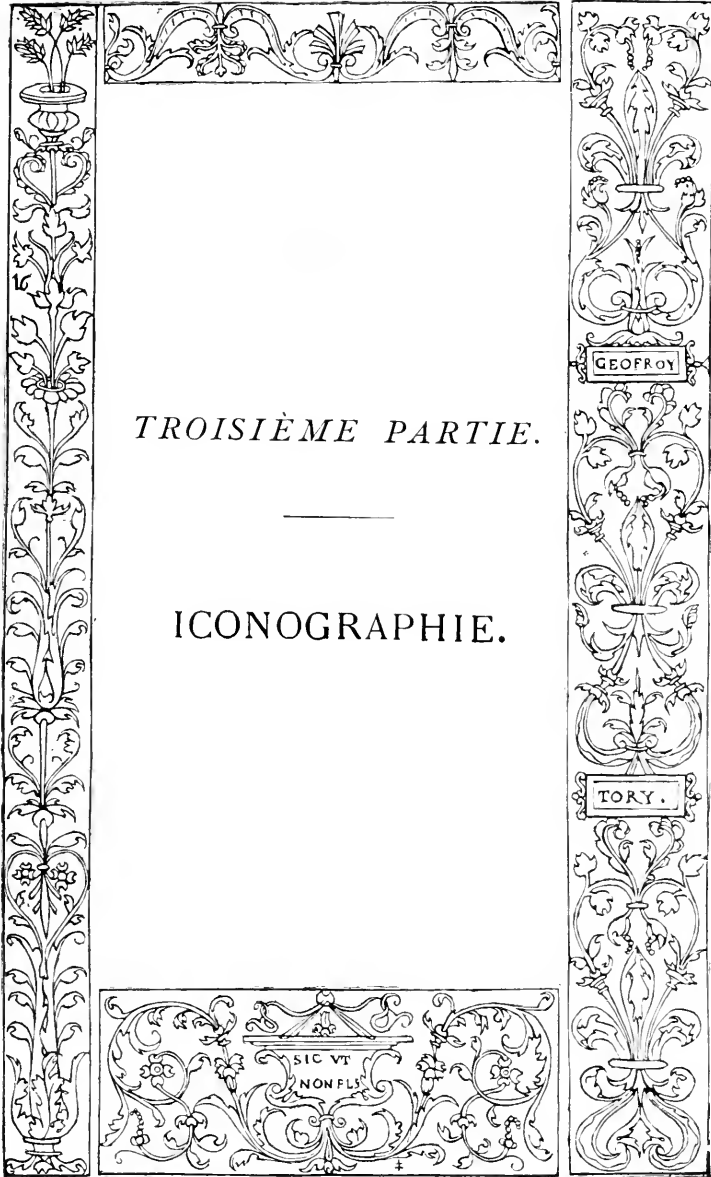 TROISIÈME PARTIE.
ICONOGRAPHIE.
GEOFROY
TORY.
SIC VT
NON PLS